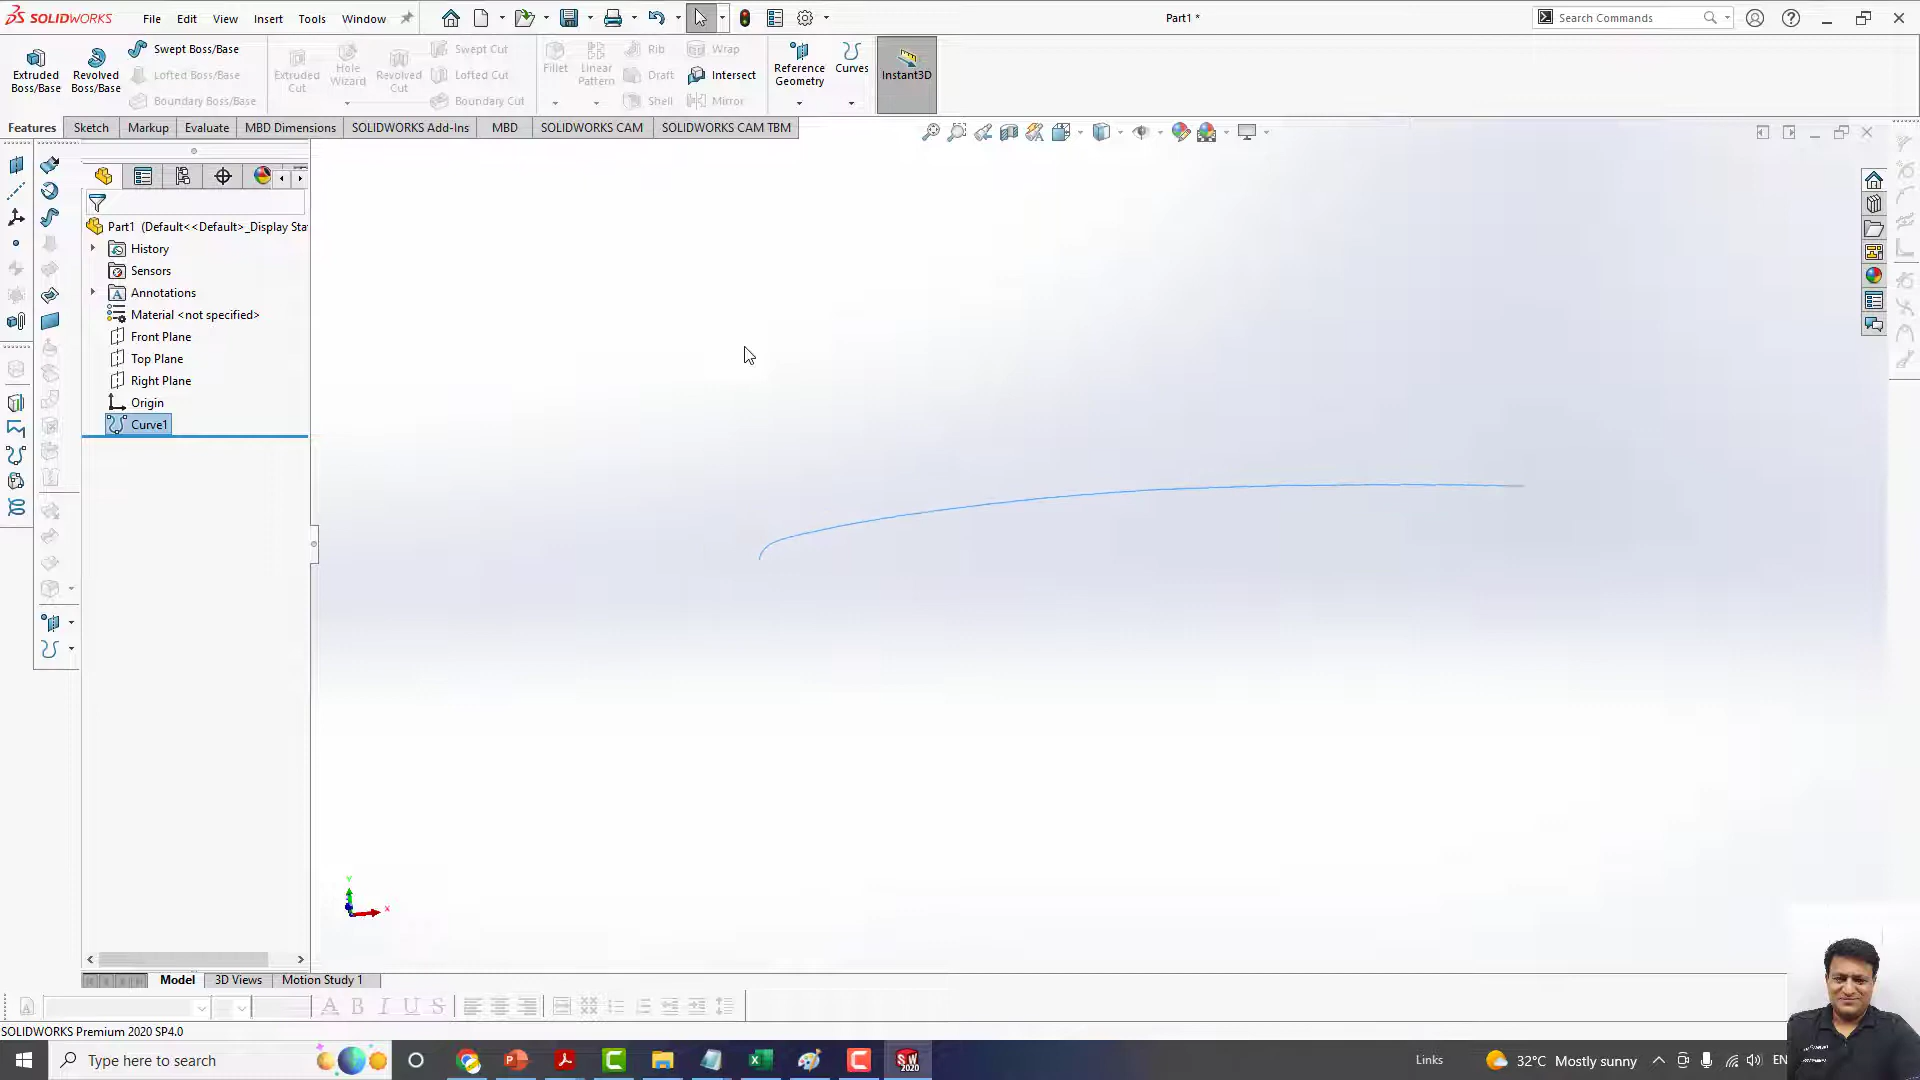 SOLIDWORKS File Edit View Insert Tools Window
Part1 *
Search Commands
Extruded Boss/Base
Revolved Boss/Base
Swept Boss/Base
Lofted Boss/Base
Boundary Boss/Base
Extruded Cut
Hole Wizard
Revolved Cut
Swept Cut
Lofted Cut
Boundary Cut
Fillet
Linear Pattern
Rib
Draft
Shell
Wrap
Intersect
Mirror
Reference Geometry
Curves
Instant3D
Features Sketch Markup Evaluate MBD Dimensions SOLIDWORKS Add-Ins MBD SOLIDWORKS CAM SOLIDWORKS CAM TBM
Part1 (Default<<Default>_Display Sta
History
Sensors
Annotations
Material <not specified>
Front Plane
Top Plane
Right Plane
Origin
Curve1
Y
X
Model 3D Views Motion Study 1
A B I U S
SOLIDWORKS Premium 2020 SP4.0
Type here to search
SW 2020
Links
32°C Mostly sunny
EN